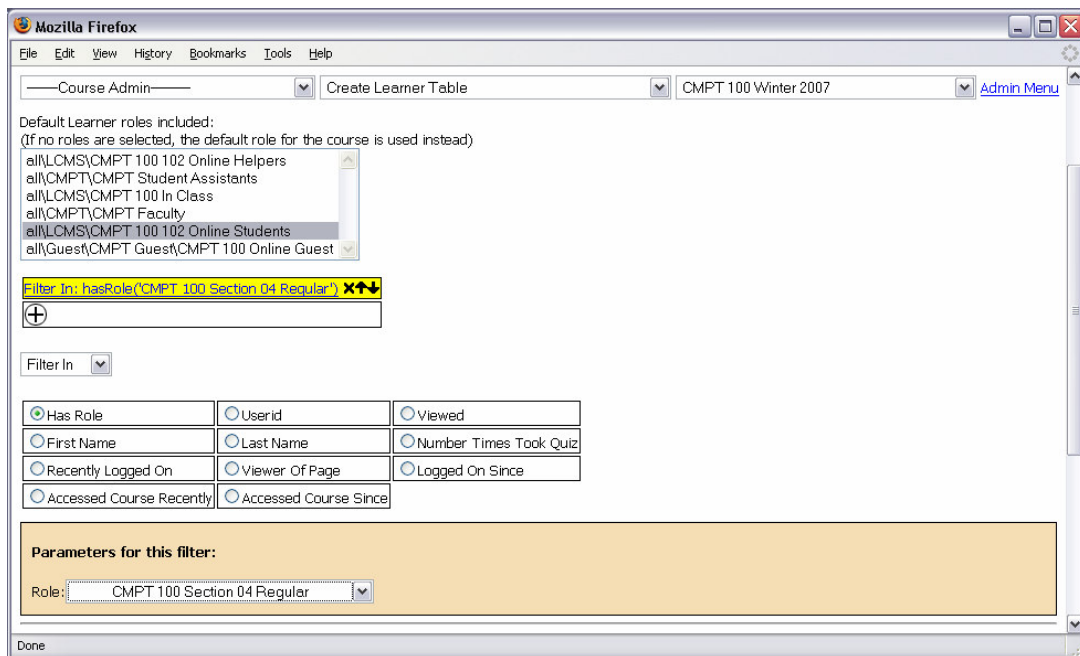 Mozilla Firefox
File Edit View History Bookmarks Tools Help
——Course Admin—— Create Learner Table CMPT 100 Winter 2007 Admin Menu
Default Learner roles included:
(If no roles are selected, the default role for the course is used instead)
all\LCMS\CMPT 100 102 Online Helpers
all\CMPT\CMPT Student Assistants
all\LCMS\CMPT 100 In Class
all\CMPT\CMPT Faculty
all\LCMS\CMPT 100 102 Online Students
all\Guest\CMPT Guest\CMPT 100 Online Guest
Filter In: hasRole('CMPT 100 Section 04 Regular')
Filter In
Has Role Userid Viewed
First Name Last Name Number Times Took Quiz
Recently Logged On Viewer Of Page Logged On Since
Accessed Course Recently Accessed Course Since
Parameters for this filter:
Role: CMPT 100 Section 04 Regular
Done